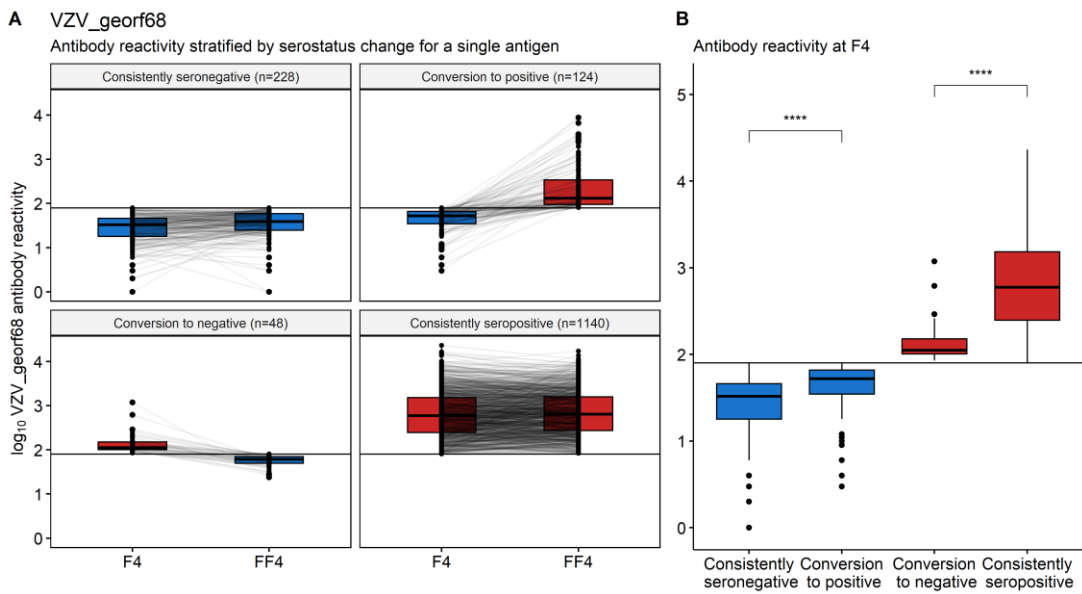 A
VZV_georf68
Antibody reactivity stratified by serostatus change for a single antigen
Consistently seronegative (n=228)
Conversion to positive (n=124)
4
3
2
1
0
Conversion to negative (n=48)
Consistently seropositive (n=1140)
4
3
2
1
0
log₁₀ VZV_georf68 antibody reactivity
F4
FF4
F4
FF4
B
Antibody reactivity at F4
5
4
3
2
1
0
****
****
Consistently
seronegative
Conversion
to positive
Conversion
to negative
Consistently
seropositive